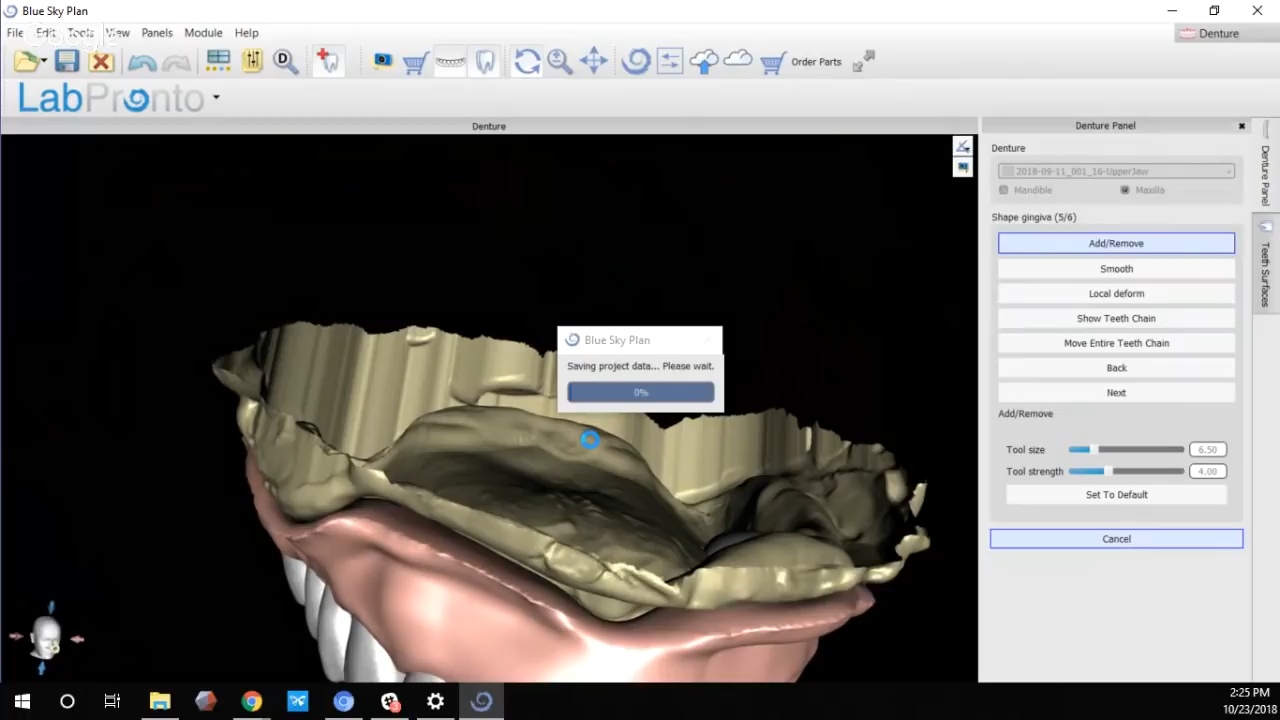 Blue Sky Plan
File Edit Tools View Panels Module Help
Google
Denture
D
Order Parts
LabPronto
Denture
Denture Panel
Denture
2018-09-11_001_16-UpperJaw
Mandible Maxilla
Shape gingiva (5/6)
Add/Remove
Smooth
Local deform
Show Teeth Chain
Move Entire Teeth Chain
Back
Next
Add/Remove
Tool size 6.50
Tool strength 4.00
Set To Default
Cancel
Denture Panel
Teeth Surfaces
Blue Sky Plan
Saving project data... Please wait.
0%
3
2:25 PM
10/23/2018